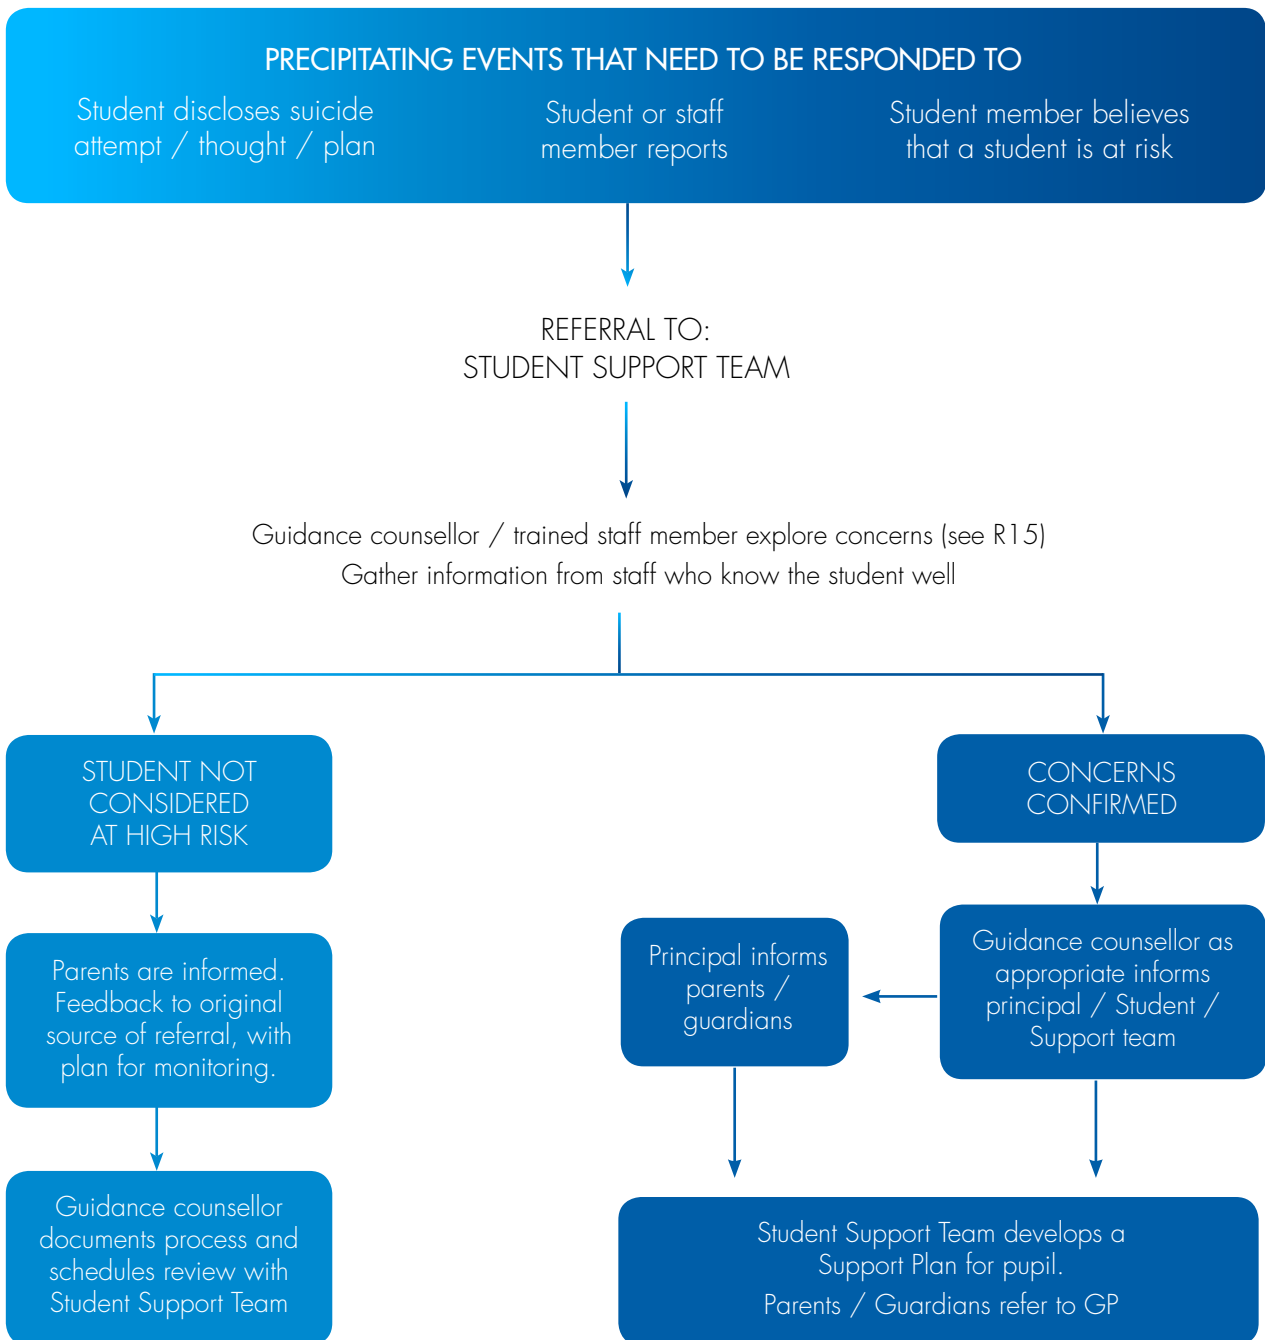 PRECIPITATING EVENTS THAT NEED TO BE RESPONDED TO
Student discloses suicide
attempt / thought / plan
Student or staff
member reports
Student member believes
that a student is at risk
REFERRAL TO:
STUDENT SUPPORT TEAM
Guidance counsellor / trained staff member explore concerns (see R15)
Gather information from staff who know the student well
STUDENT NOT
CONSIDERED
AT HIGH RISK
Parents are informed.
Feedback to original
source of referral, with
plan for monitoring.
Guidance counsellor
documents process and
schedules review with
Student Support Team
CONCERNS
CONFIRMED
Guidance counsellor as
appropriate informs
principal / Student /
Support team
Principal informs
parents /
guardians
Student Support Team develops a
Support Plan for pupil.
Parents / Guardians refer to GP